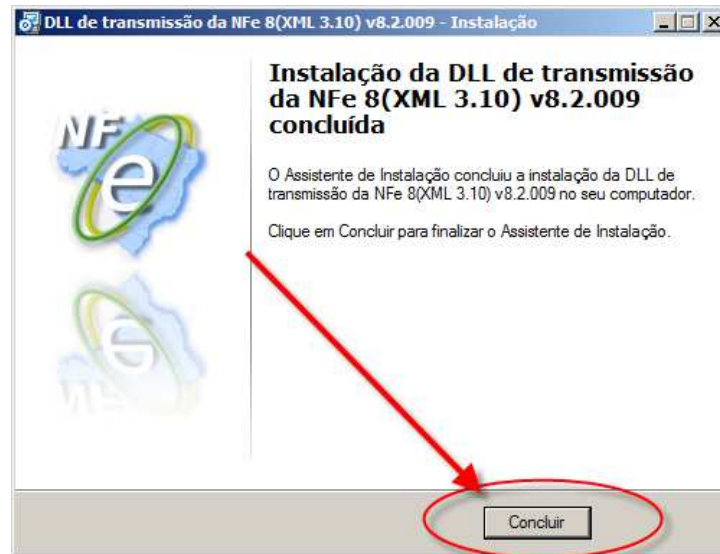 DLL de transmissão da NFe 8(XML 3.10) v8.2.009 - Instalação
Instalação da DLL de transmissão
da NFe 8(XML 3.10) v8.2.009
concluída
NF
e
O Assistente de Instalação concluiu a instalação da DLL de
transmissão da NFe 8(XML 3.10) v8.2.009 no seu computador.
Clique em Concluir para finalizar o Assistente de Instalação.
Concluir